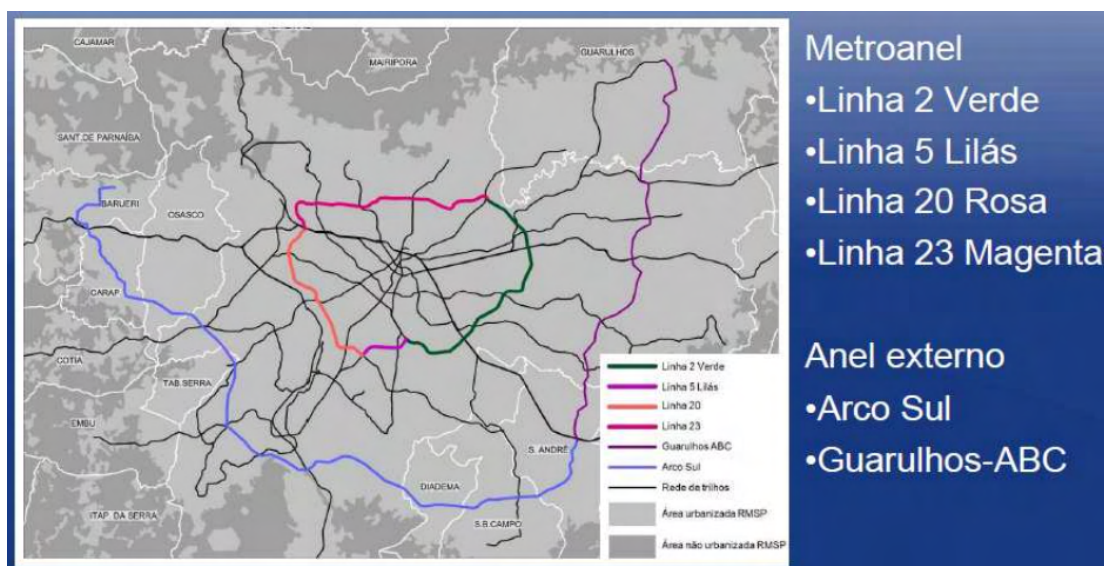 CAJAMAR
MAIRIPORA
GUARULHOS
SANT.DE PARNAÍBA
BARUERI
OSASCO
CARAP.
COTIA
TAB.SERRA
EMBU
ITAP. DA SERRA
DIADEMA
S.B.CAMPO
S. ANDRÉ
Linha 2 Verde
Linha 5 Lilás
Linha 20
Linha 23
Guarulhos ABC
Arco Sul
Rede de trilhos
Área urbanizada RMSP
Área não urbanizada RMSP
Metroanel
•Linha 2 Verde
•Linha 5 Lilás
•Linha 20 Rosa
•Linha 23 Magenta
Anel externo
•Arco Sul
•Guarulhos-ABC